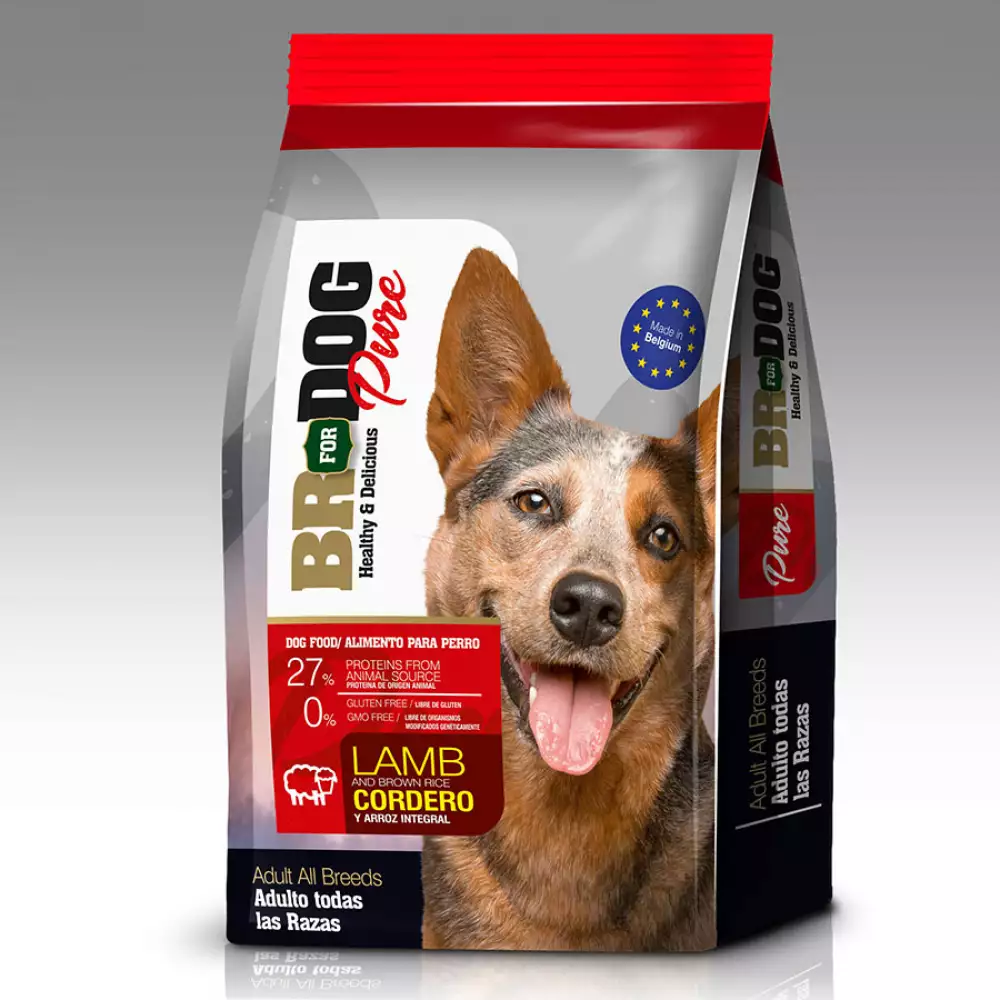 BR FOR DOG
Pure
Healthy & Delicious
Made in
Belgium
DOG FOOD/ ALIMENTO PARA PERRO
27%
PROTEINS FROM
ANIMAL SOURCE
PROTEINA DE ORIGEN ANIMAL
0%
GLUTEN FREE / LIBRE DE GLUTEN
GMO FREE / LIBRE DE ORGANISMOS
MODIFICADOS GENÉTICAMENTE
LAMB
AND BROWN RICE
CORDERO
Y ARROZ INTEGRAL
Adult All Breeds
Adulto todas
las Razas
BR FOR DOG
Healthy & Delicious
Pure
Adult All Breeds
Adulto todas
las Razas